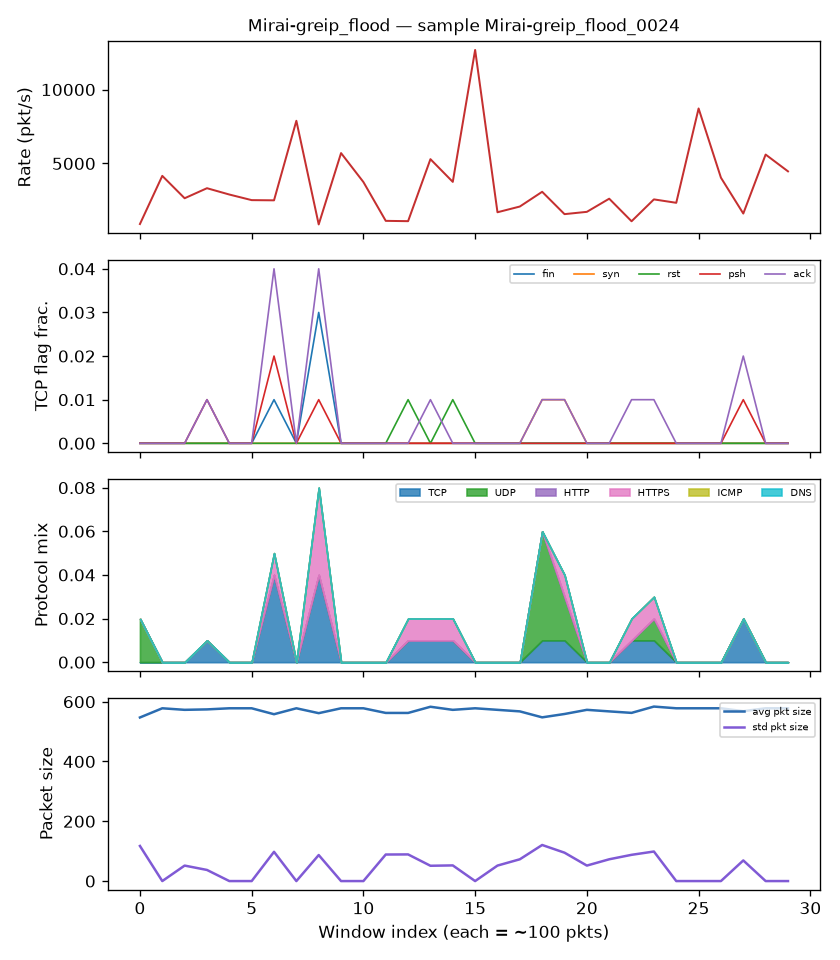 Mirai-greip_flood — sample Mirai-greip_flood_0024
Rate (pkt/s)
10000
5000
TCP flag frac.
0.04
0.03
0.02
0.01
0.00
fin syn rst psh ack
Protocol mix
0.08
0.06
0.04
0.02
0.00
TCP UDP HTTP HTTPS ICMP DNS
Packet size
600
400
200
0
avg pkt size
std pkt size
0 5 10 15 20 25 30
Window index (each = ~100 pkts)